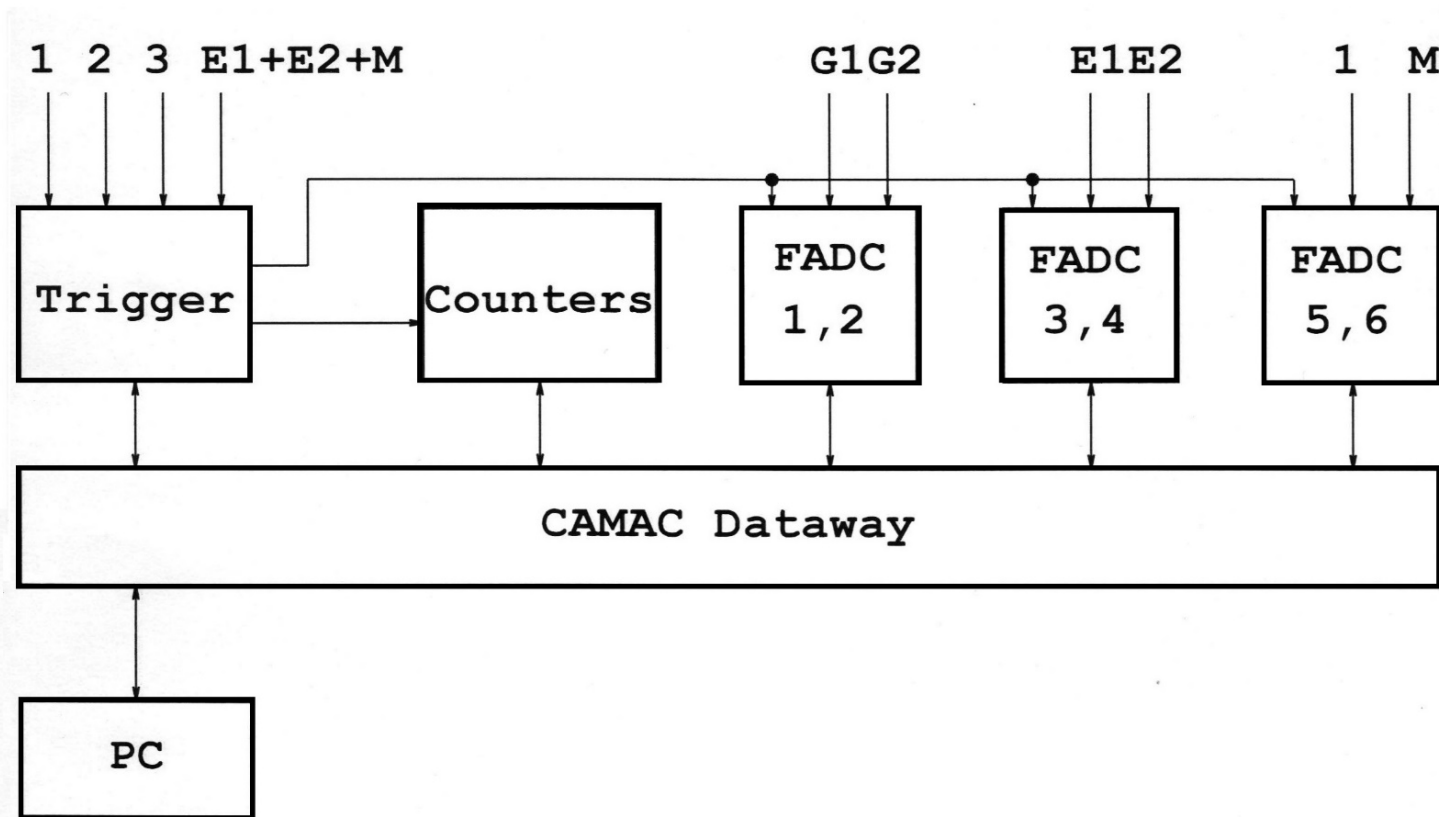 1 2 3 E1+E2+M G1G2 E1E2 1 M
Trigger
Counters
FADC
1,2
FADC
3,4
FADC
5,6
CAMAC Dataway
PC